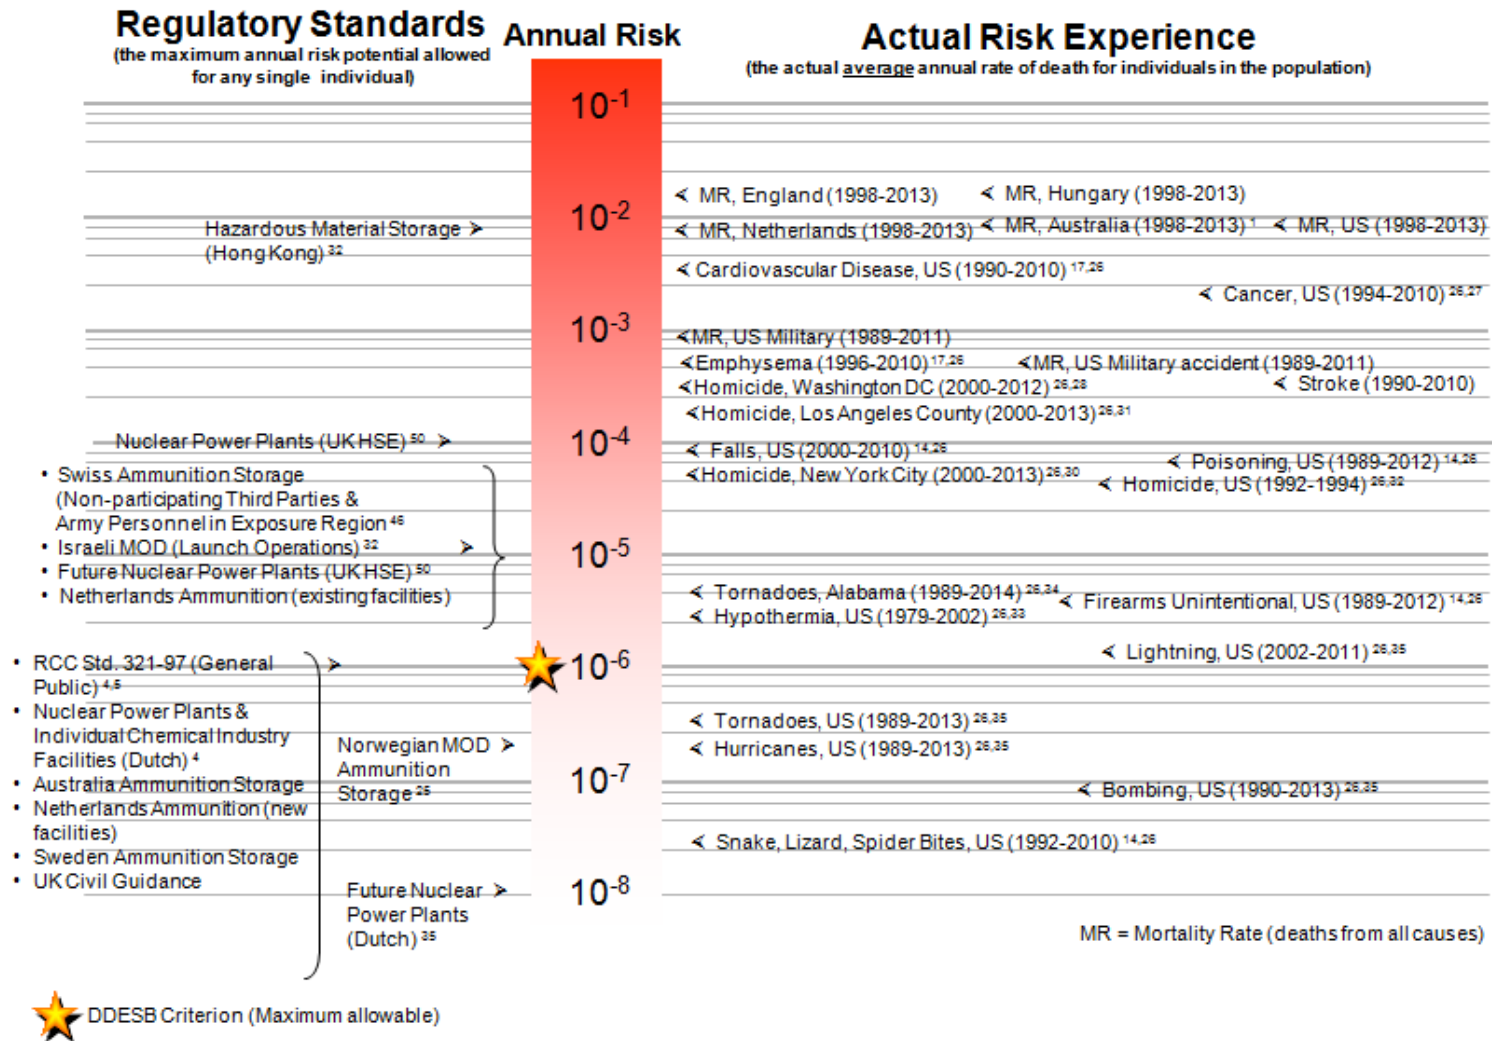 Regulatory Standards
(the maximum annual risk potential allowed
for any single individual)
Annual Risk
Actual Risk Experience
(the actual average annual rate of death for individuals in the population)
10-1
10-2
10-3
10-4
10-5
10-6
10-7
10-8
Hazardous Material Storage
(Hong Kong) 32
Nuclear Power Plants (UK HSE) 50
• Swiss Ammunition Storage
(Non-participating Third Parties &
Army Personnel in Exposure Region 46
• Israeli MOD (Launch Operations) 32
• Future Nuclear Power Plants (UK HSE) 50
• Netherlands Ammunition (existing facilities)
• RCC Std. 321-97 (General
Public) 4,5
• Nuclear Power Plants &
Individual Chemical Industry
Facilities (Dutch) 4
• Australia Ammunition Storage
• Netherlands Ammunition (new
facilities)
• Sweden Ammunition Storage
• UK Civil Guidance
Norwegian MOD
Ammunition
Storage 25
Future Nuclear
Power Plants
(Dutch) 35
MR, England (1998-2013)
MR, Hungary (1998-2013)
MR, Netherlands (1998-2013)
MR, Australia (1998-2013) 1
MR, US (1998-2013)
Cardiovascular Disease, US (1990-2010) 17,26
Cancer, US (1994-2010) 26,27
MR, US Military (1989-2011)
Emphysema (1996-2010) 17,26
MR, US Military accident (1989-2011)
Homicide, Washington DC (2000-2012) 26,28
Stroke (1990-2010)
Homicide, Los Angeles County (2000-2013) 26,31
Falls, US (2000-2010) 14,26
Poisoning, US (1989-2012) 14,26
Homicide, New York City (2000-2013) 26,30
Homicide, US (1992-1994) 26,32
Tornadoes, Alabama (1989-2014) 26,34
Firearms Unintentional, US (1989-2012) 14,26
Hypothermia, US (1979-2002) 26,33
Lightning, US (2002-2011) 26,35
Tornadoes, US (1989-2013) 26,35
Hurricanes, US (1989-2013) 26,35
Bombing, US (1990-2013) 26,35
Snake, Lizard, Spider Bites, US (1992-2010) 14,26
MR = Mortality Rate (deaths from all causes)
DDESB Criterion (Maximum allowable)